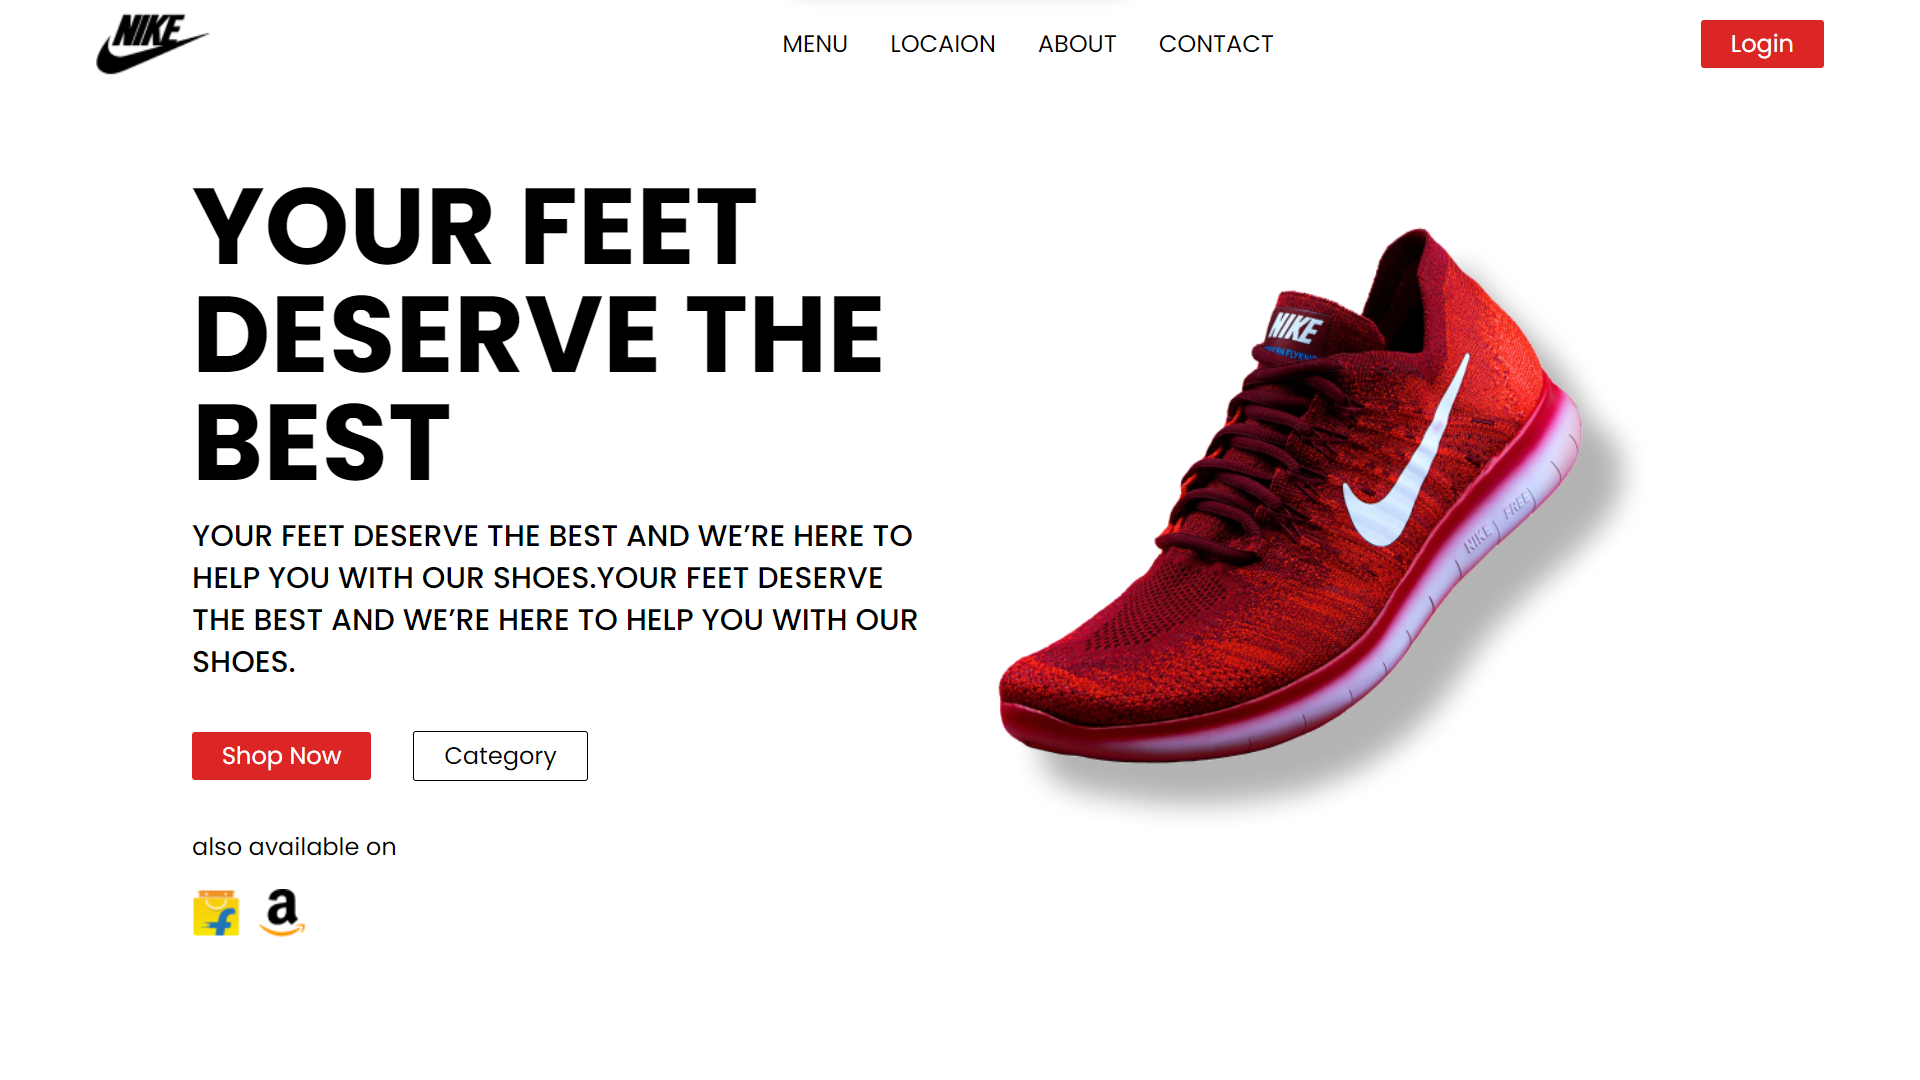 NIKE
MENU LOCAION ABOUT CONTACT
Login
YOUR FEET
DESERVE THE
BEST
YOUR FEET DESERVE THE BEST AND WE’RE HERE TO
HELP YOU WITH OUR SHOES.YOUR FEET DESERVE
THE BEST AND WE’RE HERE TO HELP YOU WITH OUR
SHOES.
Shop Now Category
also available on
a
NIKE
NIKE FREE